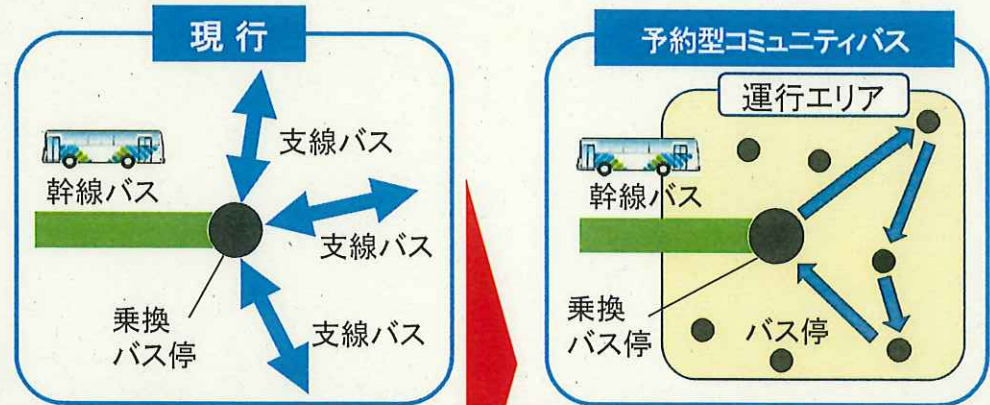 現行
幹線バス
支線バス
支線バス
支線バス
乗換
バス停
予約型コミュニティバス
運行エリア
幹線バス
乗換
バス停
バス停